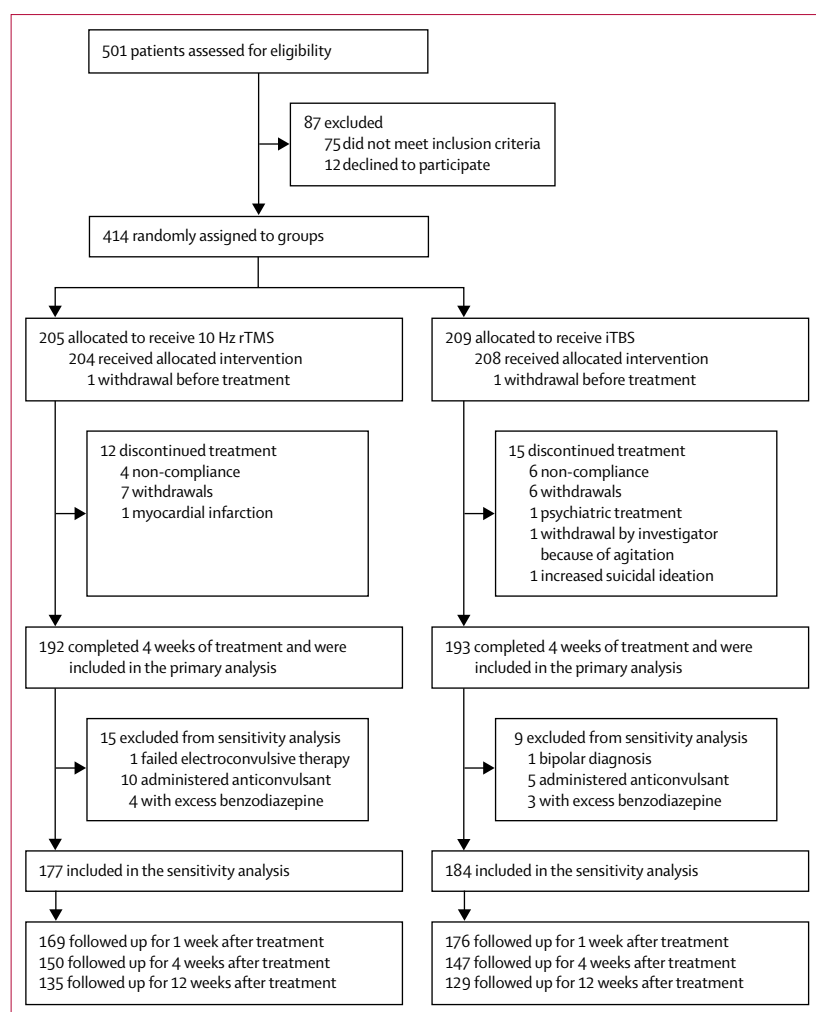 501 patients assessed for eligibility
87 excluded
75 did not meet inclusion criteria
12 declined to participate
414 randomly assigned to groups
205 allocated to receive 10 Hz rTMS
204 received allocated intervention
1 withdrawal before treatment
209 allocated to receive iTBS
208 received allocated intervention
1 withdrawal before treatment
12 discontinued treatment
4 non-compliance
7 withdrawals
1 myocardial infarction
15 discontinued treatment
6 non-compliance
6 withdrawals
1 psychiatric treatment
1 withdrawal by investigator
because of agitation
1 increased suicidal ideation
192 completed 4 weeks of treatment and were
included in the primary analysis
193 completed 4 weeks of treatment and were
included in the primary analysis
15 excluded from sensitivity analysis
1 failed electroconvulsive therapy
10 administered anticonvulsant
4 with excess benzodiazepine
9 excluded from sensitivity analysis
1 bipolar diagnosis
5 administered anticonvulsant
3 with excess benzodiazepine
177 included in the sensitivity analysis
184 included in the sensitivity analysis
169 followed up for 1 week after treatment
150 followed up for 4 weeks after treatment
135 followed up for 12 weeks after treatment
176 followed up for 1 week after treatment
147 followed up for 4 weeks after treatment
129 followed up for 12 weeks after treatment